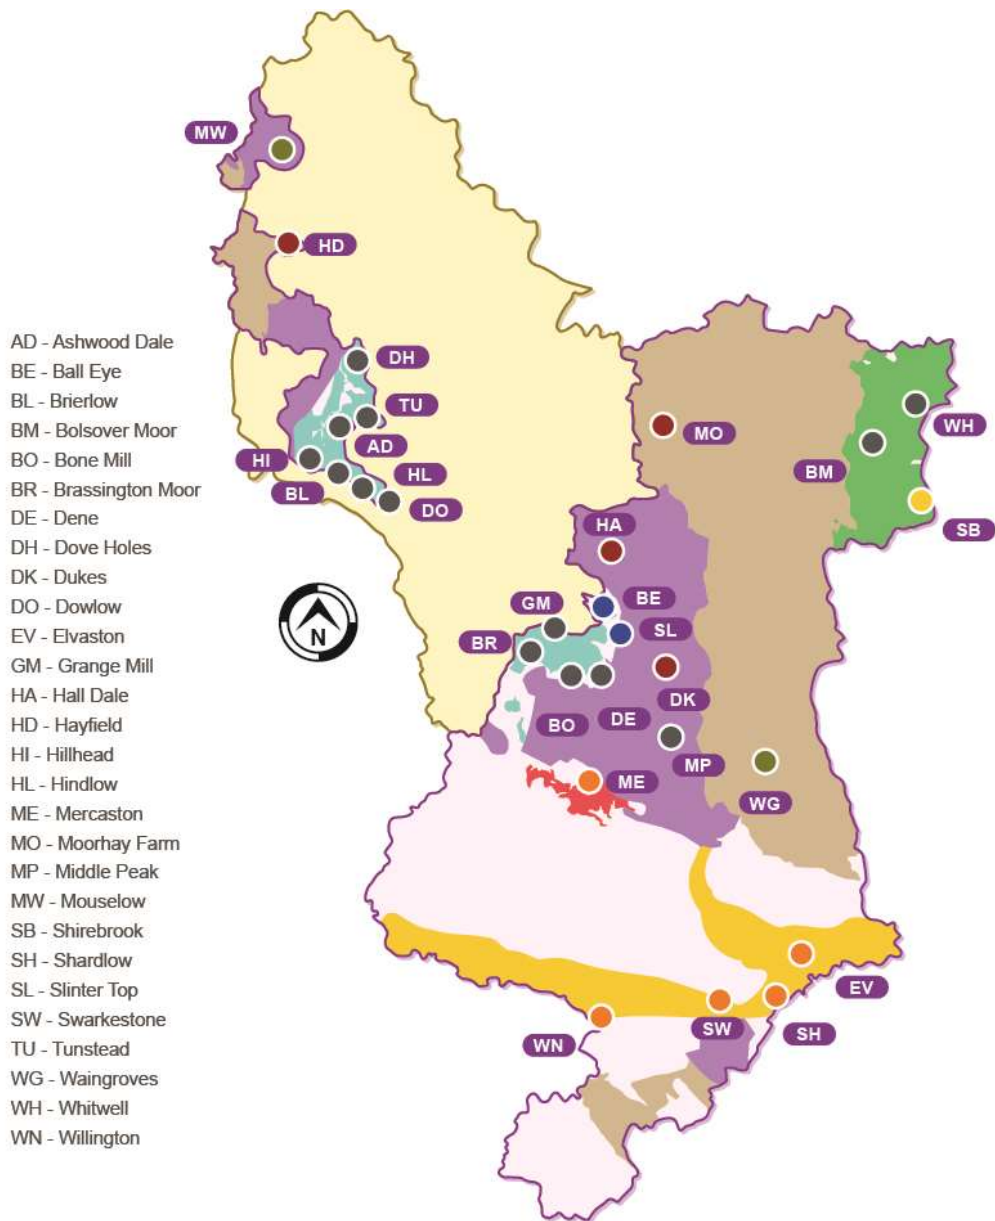 AD - Ashwood Dale
BE - Ball Eye
BL - Brierlow
BM - Bolsover Moor
BO - Bone Mill
BR - Brassington Moor
DE - Dene
DH - Dove Holes
DK - Dukes
DO - Dowlow
EV - Elvaston
GM - Grange Mill
HA - Hall Dale
HD - Hayfield
HI - Hillhead
HL - Hindlow
ME - Mercaston
MO - Moorhay Farm
MP - Middle Peak
MW - Mouselow
SB - Shirebrook
SH - Shardlow
SL - Slinter Top
SW - Swarkestone
TU - Tunstead
WG - Waingroves
WH - Whitwell
WN - Willington
MW
HD
DH
TU
AD
HI
HL
BL
DO
MO
WH
BM
SB
HA
BE
GM
SL
BR
DK
DE
BO
MP
ME
WG
N
EV
SW
SH
WN